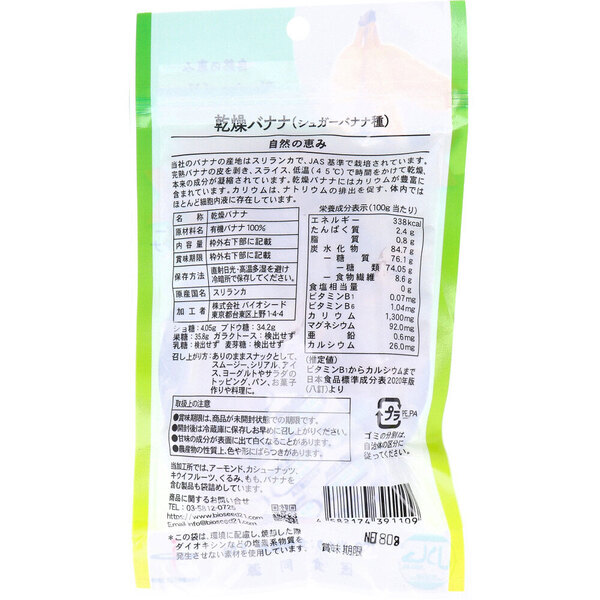 乾燥バナナ(シュガーバナナ種)
自然の恵み
当社のバナナの産地はスリランカで、JAS基準で栽培されています。
完熟バナナの皮を剥き、スライス、低温(45℃)で時間をかけて乾燥、
本来の成分が凝縮されています。乾燥バナナにはカリウムが豊富に
含まれています。カリウムは、ナトリウムの排出を促す、体内では
ほとんど細胞内液に存在しています。
名 称 乾燥バナナ
原材料名 有機バナナ100%
内容量 枠外右下部に記載
賞味期限 枠外右下部に記載
保存方法 直射日光・高温多湿を避け
冷暗所で保存してください。
原産国名 スリランカ
加工者 株式会社 バイオシード
東京都台東区上野1-4-4
ショ糖:4.05g ブドウ糖:34.2g
果糖:35.8g ガラクトース:検出せず
乳糖:検出せず 麦芽糖:検出せず
召し上がり方:ありのままスナックとして、
スムージー、シリアル、アイ
ス、ヨーグルトやサラダの
トッピング、パン、お菓子
作りや料理に。
栄養成分表示(100g当たり)
エネルギー 338kcal
たんぱく質 2.4g
脂質 0.8g
炭水化物 84.7g
ー糖質 76.1g
ー糖類 74.05g
ー食物繊維 8.6g
食塩相当量 0g
ビタミンB1 0.07mg
ビタミンB6 1.04mg
カリウム 1,300mg
マグネシウム 92.0mg
亜鉛 0.6mg
カルシウム 26.0mg
(推定値)
ビタミンB1からカルシウムまで
日本食品標準成分表2020年版
(八訂)より
取扱上の注意
●賞味期限は、商品が未開封状態での期限です。
●開封後は冷蔵庫に保存しお早めに召し上がりください。
●甘味の成分が表面に出て白くなることがあります。
●農産物の性質上、色や形にばらつきがあります。
プラ PE,PA
ゴミの分別は、
自治体の区分に
従ってください。
当加工所では、アーモンド、カシューナッツ、
キウイフルーツ、くるみ、もも、バナナを
含む製品も袋詰めしています。
商品に関するお問い合せ
TEL：03-5812-0725
https://www.bioseed21.com
Email info@bioseed21.com
4582174391109
*この袋は、環境に配慮し、焼却した際
ダイオキシンなどの塩素系物質を
発生させない素材を使用しています。
NET80g
賞味期限